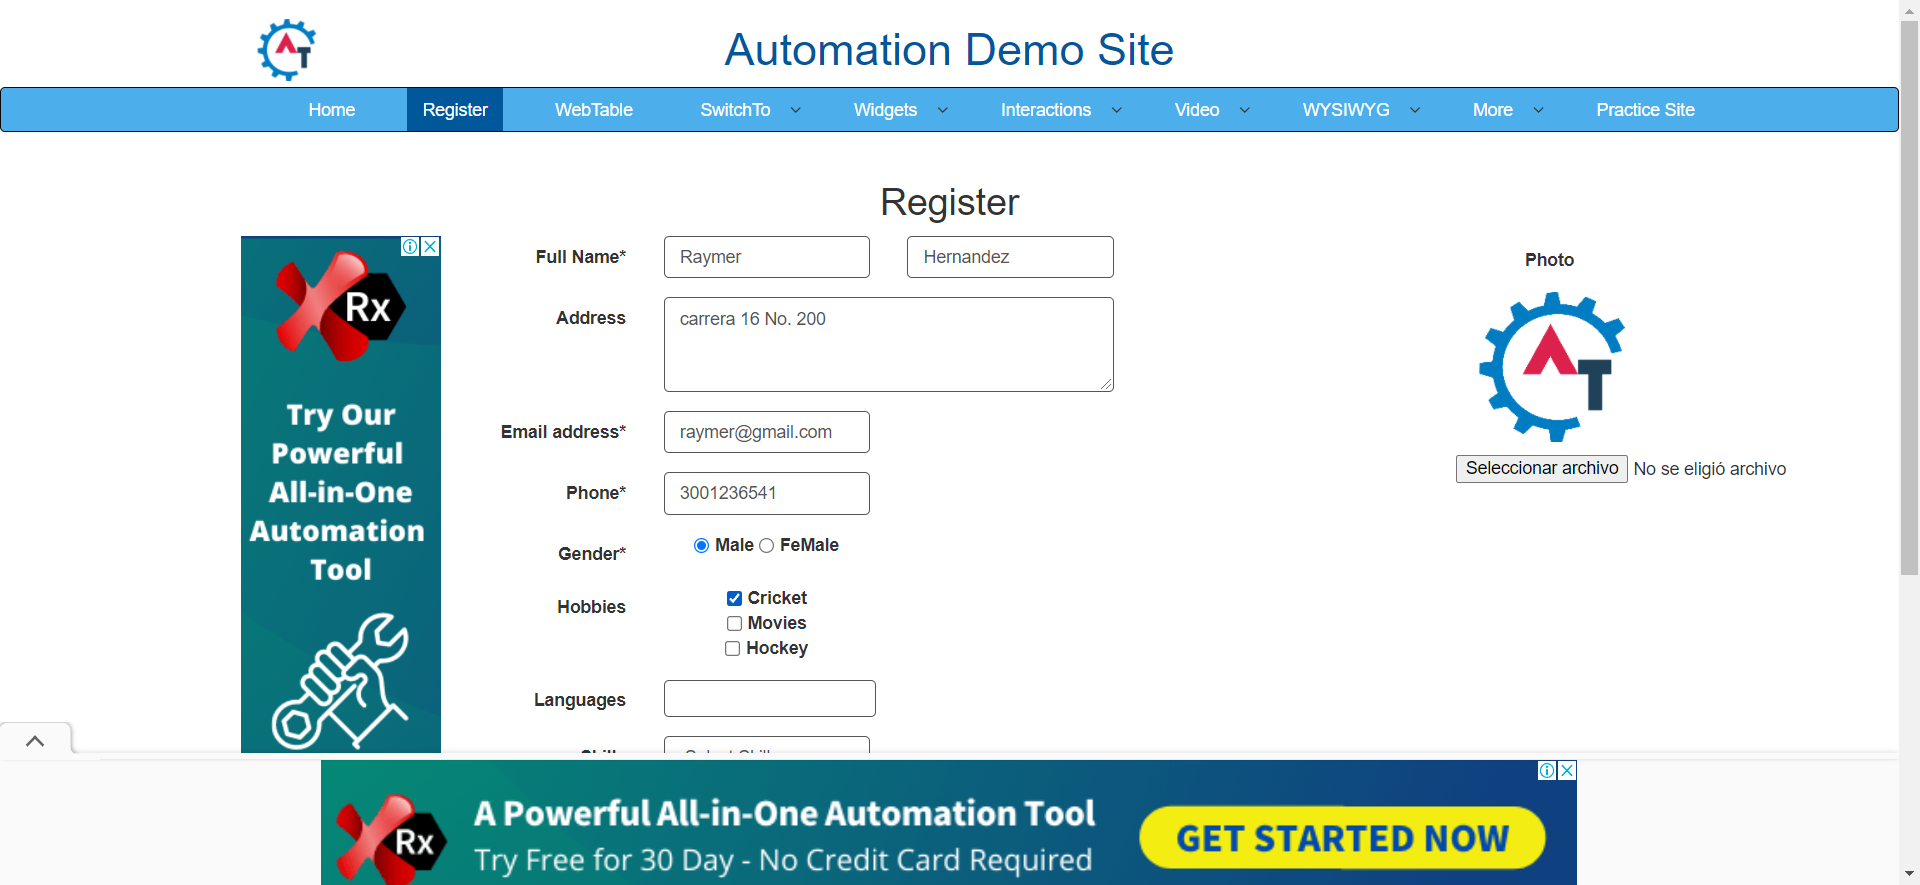 AT
Automation Demo Site
Home Register WebTable SwitchTo Widgets Interactions Video WYSIWYG More Practice Site
Register
Full Name* Raymer Hernandez
Photo
Address carrera 16 No. 200
AT
Email address* raymer@gmail.com
Seleccionar archivo No se eligió archivo
Phone* 3001236541
Gender* Male FeMale
Hobbies Cricket
Movies
Hockey
Languages
Rx
Try Our
Powerful
All-in-One
Automation
Tool
Rx
A Powerful All-in-One Automation Tool
Try Free for 30 Day - No Credit Card Required
GET STARTED NOW